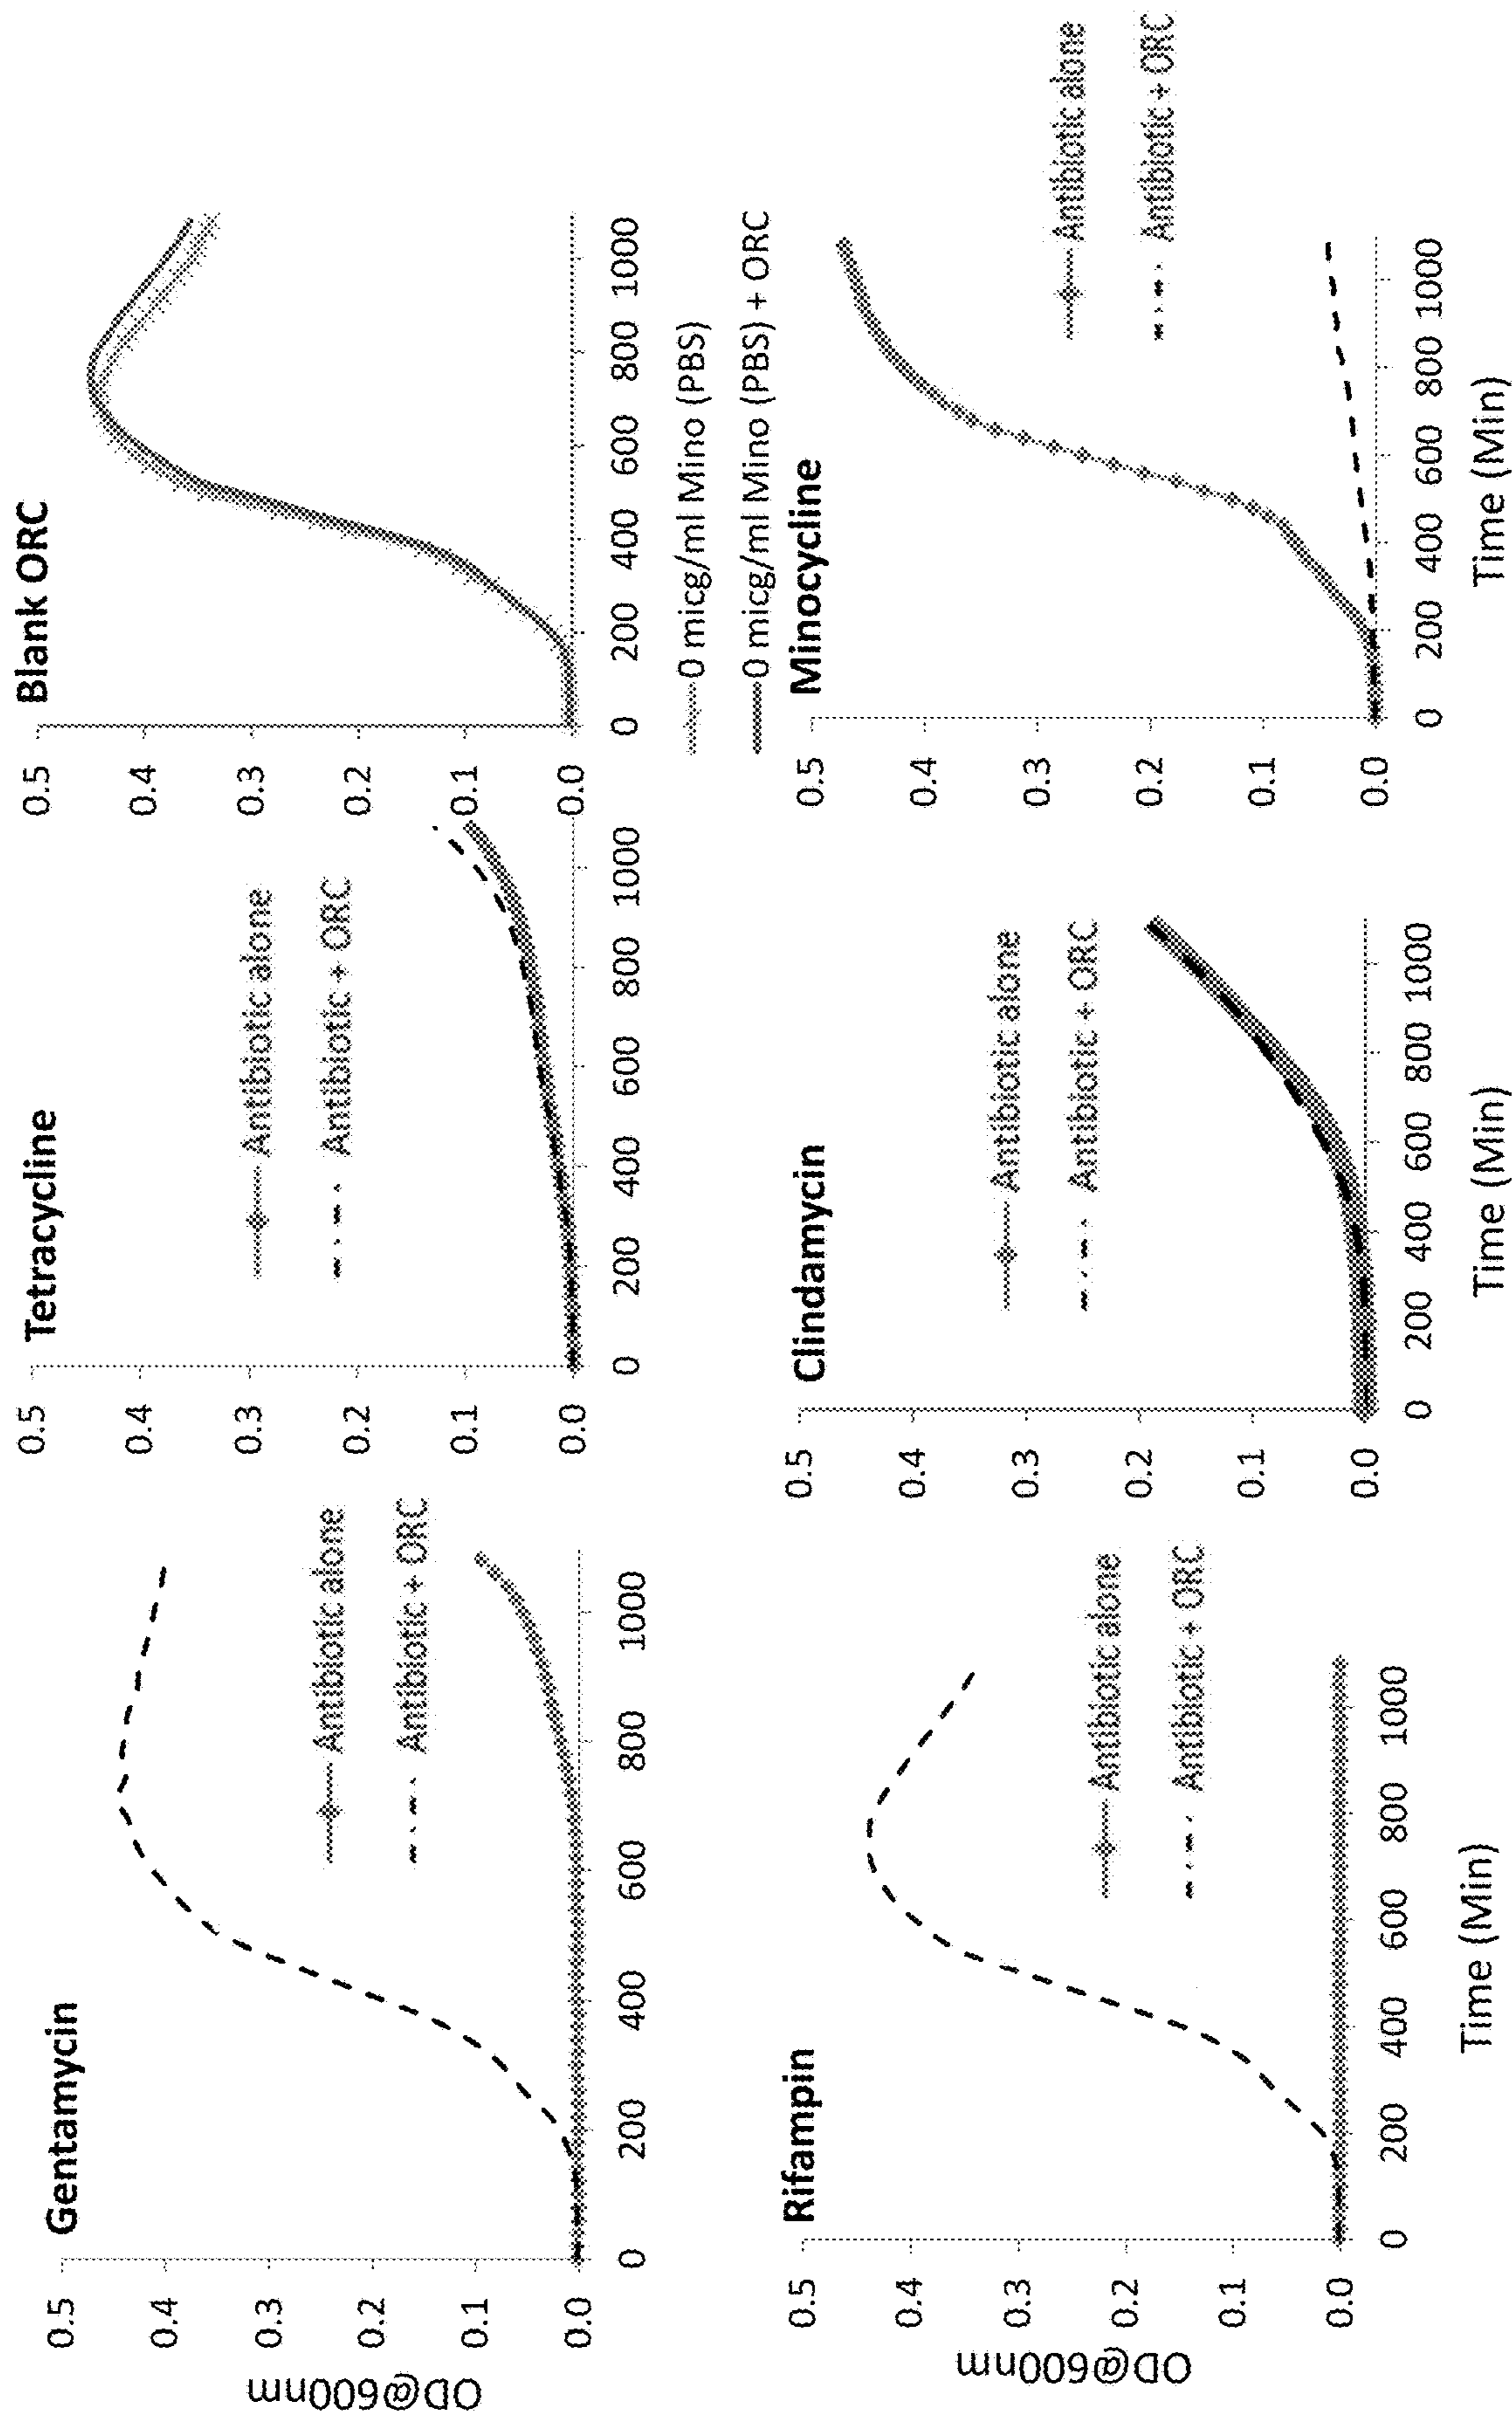 Gentamycin
OD@600nm
0.5
0.4
0.3
0.2
0.1
0.0
0 200 400 600 800 1000
Antibiotic alone
Antibiotic + ORC
Tetracycline
0.5
0.4
0.3
0.2
0.1
0.0
0 200 400 600 800 1000
Antibiotic alone
Antibiotic + ORC
Blank ORC
0.5
0.4
0.3
0.2
0.1
0.0
0 200 400 600 800 1000
0 micg/ml Mino (PBS)
0 micg/ml Mino (PBS) + ORC
Rifampin
OD@600nm
0.5
0.4
0.3
0.2
0.1
0.0
0 200 400 600 800 1000
Time (Min)
Antibiotic alone
Antibiotic + ORC
Clindamycin
0.5
0.4
0.3
0.2
0.1
0.0
0 200 400 600 800 1000
Time (Min)
Antibiotic alone
Antibiotic + ORC
Minocycline
0.5
0.4
0.3
0.2
0.1
0.0
0 200 400 600 800 1000
Time (Min)
Antibiotic alone
Antibiotic + ORC